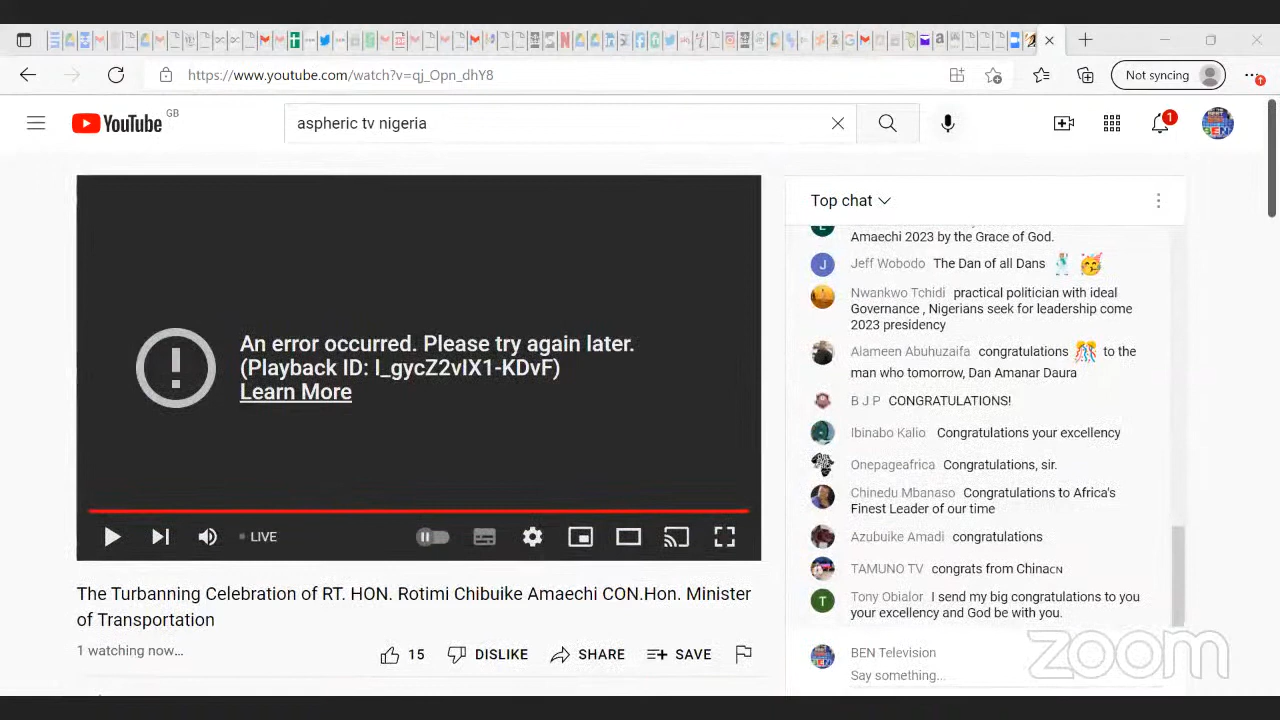 Not syncing
https://www.youtube.com/watch?v=qj_Opn_dhY8
YouTube GB
aspheric tv nigeria
1
An error occurred. Please try again later.
Learn More
LIVE
The Turbanning Celebration of RT. HON. Rotimi Chibuike Amaechi CON.Hon. Minister
of Transportation
1 watching now...
15 DISLIKE SHARE SAVE
Top chat
Amaechi 2023 by the Grace of God.
J Jeff Wobodo The Dan of all Dans
Nwankwo Tchidi practical politician with ideal
Governance , Nigerians seek for leadership come
2023 presidency
Alameen Abuhuzaifa congratulations to the
man who tomorrow, Dan Amanar Daura
B J P CONGRATULATIONS!
Ibinabo Kalio Congratulations your excellency
Onepageafrica Congratulations, sir.
Chinedu Mbanaso Congratulations to Africa's
Finest Leader of our time
Azubuike Amadi congratulations
TAMUNO TV congrats from ChinaCN
T Tony Obialor I send my big congratulations to you
your excellency and God be with you.
BEN Television
Say something...
zoom